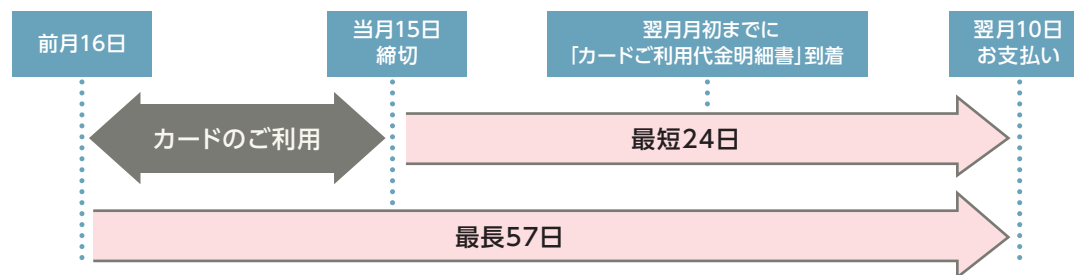 前月16日
当月15日
締切
翌月月初までに
「カードご利用代金明細書」到着
翌月10日
お支払い
カードのご利用
最短24日
最長57日